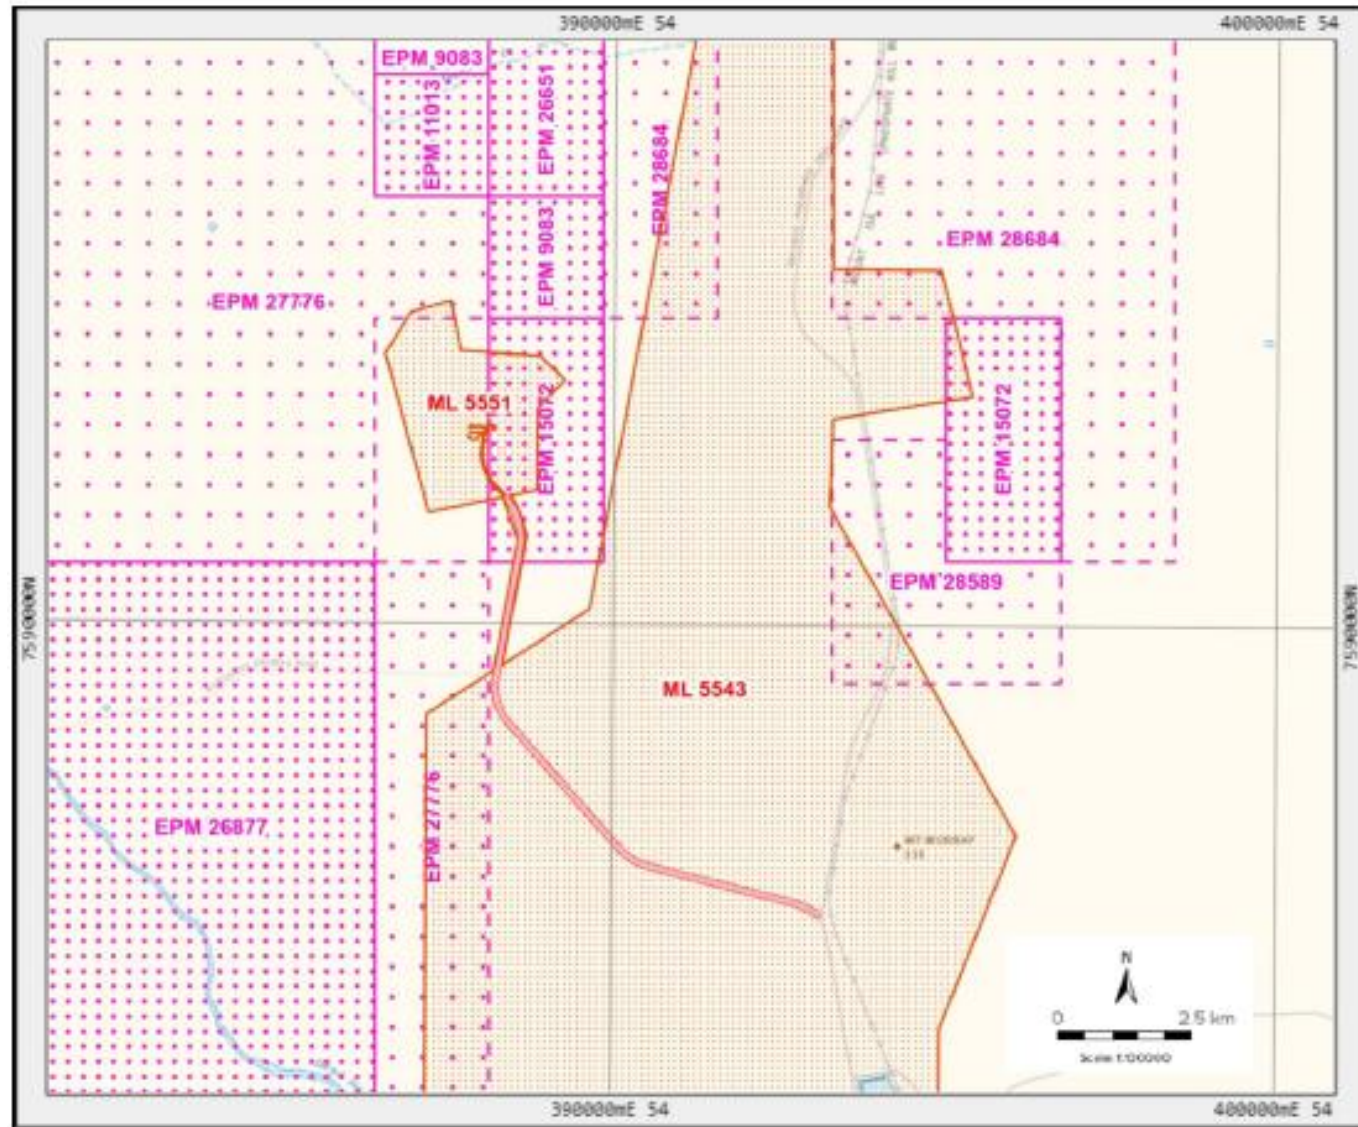 390000mE 54
400000mE 54
EPM 9083
EPM 11013
EPM 26651
EPM 28684
EPM 9083
EPM 28684
EPM 27776
ML 5551
EPM 15072
EPM 15072
EPM 28589
7590000N
7590000N
ML 5543
EPM 26877
EPM 27776
N
0
2.5 km
390000mE 54
400000mE 54